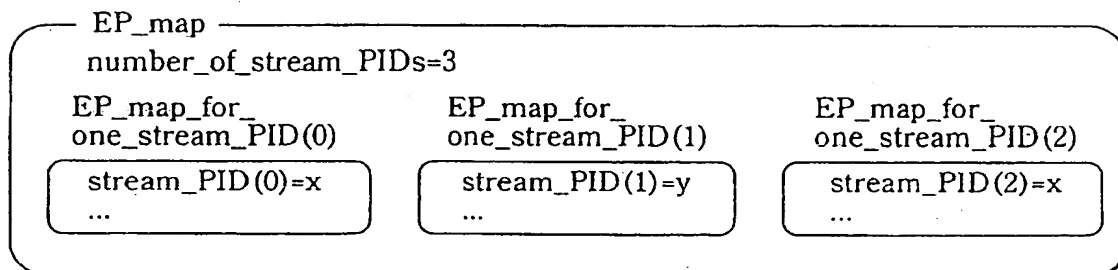 EP_map
number_of_stream_PIDs=3
EP_map_for_ EP_map_for_ EP_map_for_
one_stream_PID(0) one_stream_PID(1) one_stream_PID(2)
stream_PID(0)=x stream_PID(1)=y stream_PID(2)=x
... ... ...